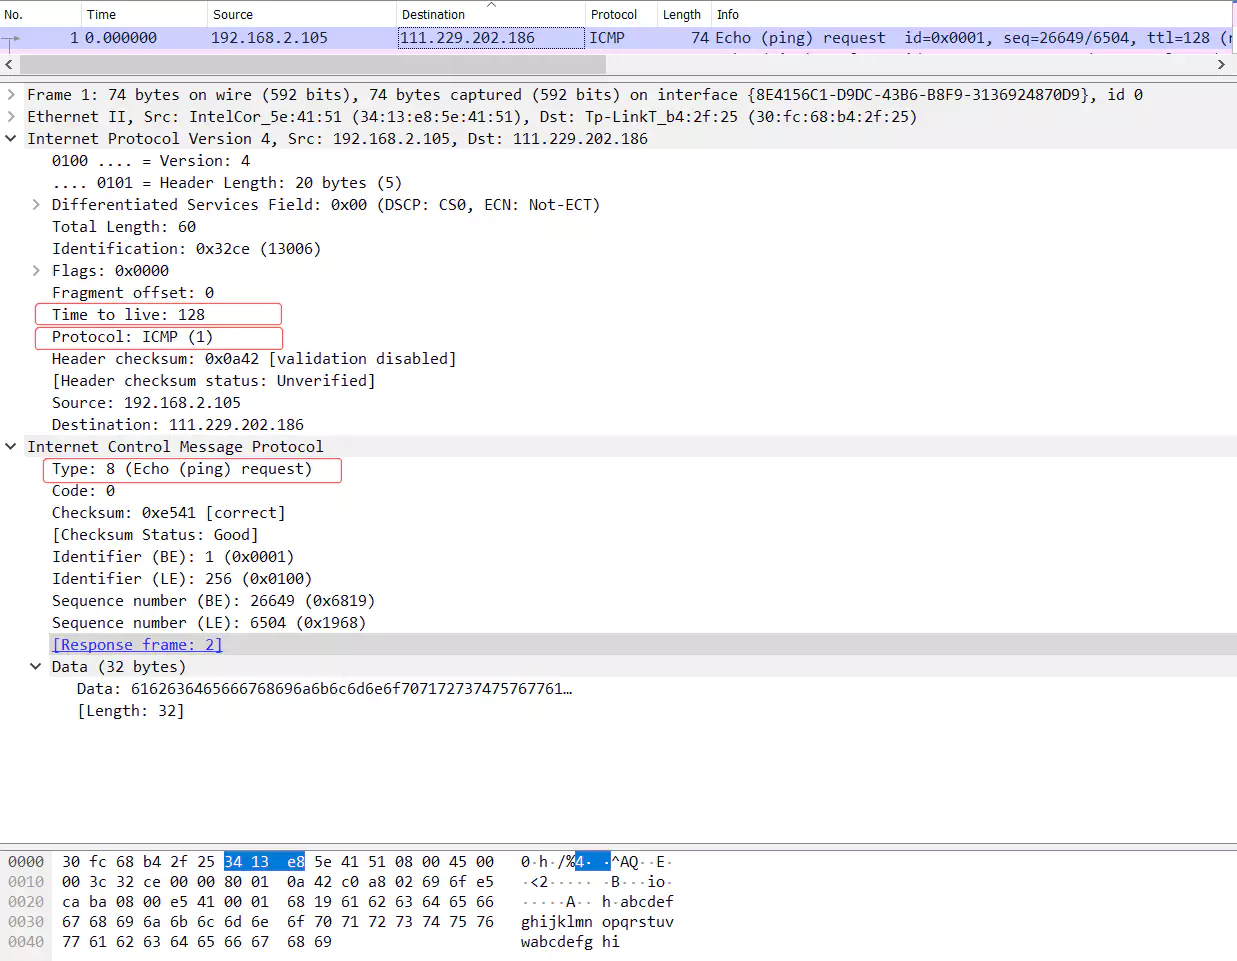 No. Time Source Destination Protocol Length Info
1 0.000000 192.168.2.105 111.229.202.186 ICMP 74 Echo (ping) request id=0x0001, seq=26649/6504, ttl=128 (r
Frame 1: 74 bytes on wire (592 bits), 74 bytes captured (592 bits) on interface {8E4156C1-D9DC-43B6-B8F9-3136924870D9}, id 0
Ethernet II, Src: IntelCor_5e:41:51 (34:13:e8:5e:41:51), Dst: Tp-LinkT_b4:2f:25 (30:fc:68:b4:2f:25)
Internet Protocol Version 4, Src: 192.168.2.105, Dst: 111.229.202.186
0100 .... = Version: 4
.... 0101 = Header Length: 20 bytes (5)
Differentiated Services Field: 0x00 (DSCP: CS0, ECN: Not-ECT)
Total Length: 60
Identification: 0x32ce (13006)
Flags: 0x0000
Fragment offset: 0
Time to live: 128
Protocol: ICMP (1)
Header checksum: 0x0a42 [validation disabled]
[Header checksum status: Unverified]
Source: 192.168.2.105
Destination: 111.229.202.186
Internet Control Message Protocol
Type: 8 (Echo (ping) request)
Code: 0
Checksum: 0xe541 [correct]
[Checksum Status: Good]
Identifier (BE): 1 (0x0001)
Identifier (LE): 256 (0x0100)
Sequence number (BE): 26649 (0x6819)
Sequence number (LE): 6504 (0x1968)
[Response frame: 2]
Data (32 bytes)
Data: 6162636465666768696a6b6c6d6e6f707172737475767761…
[Length: 32]
0000 30 fc 68 b4 2f 25 34 13 e8 5e 41 51 08 00 45 00 0·h·/%4· ·^AQ··E·
0010 00 3c 32 ce 00 00 80 01 0a 42 c0 a8 02 69 6f e5 ·<2····· ·B···io·
0020 ca ba 08 00 e5 41 00 01 68 19 61 62 63 64 65 66 ·····A·· h·abcdef
0030 67 68 69 6a 6b 6c 6d 6e 6f 70 71 72 73 74 75 76 ghijklmn opqrstuv
0040 77 61 62 63 64 65 66 67 68 69 wabcdefg hi